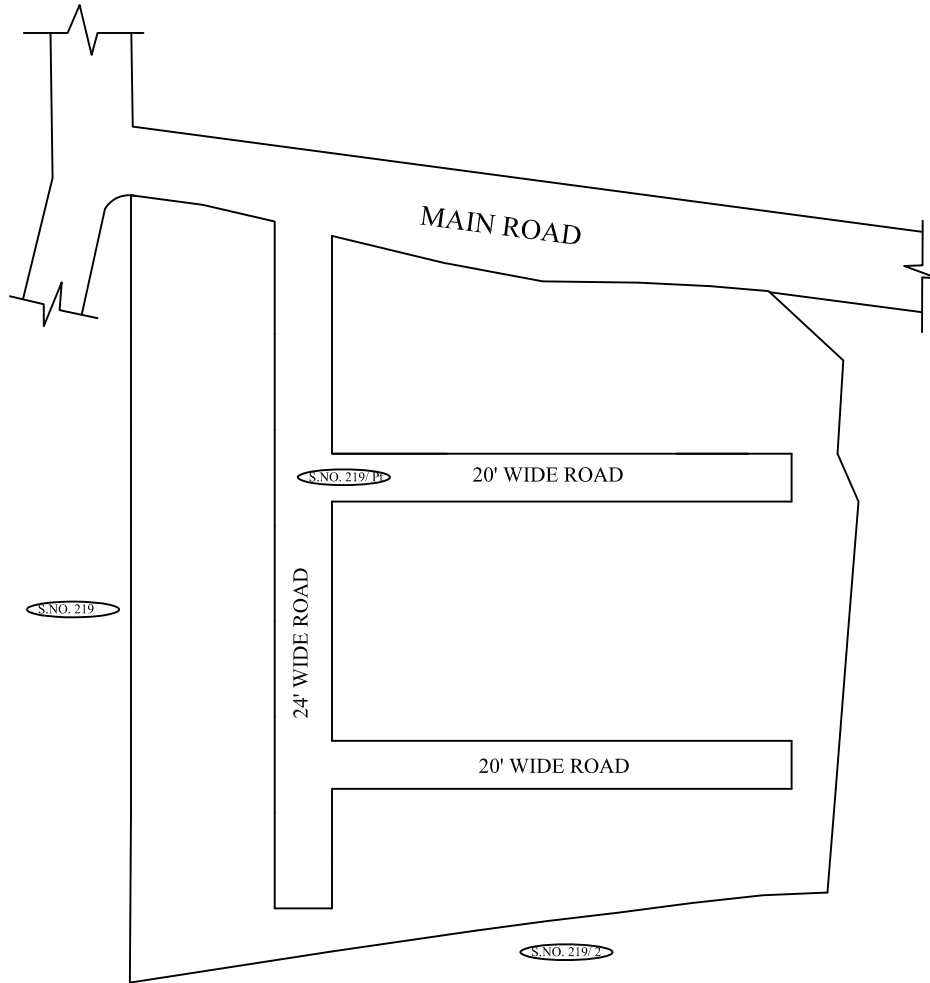 MAIN ROAD
S.NO. 219/ Pt
20' WIDE ROAD
S.NO. 219
24' WIDE ROAD
20' WIDE ROAD
S.NO. 219/ 2